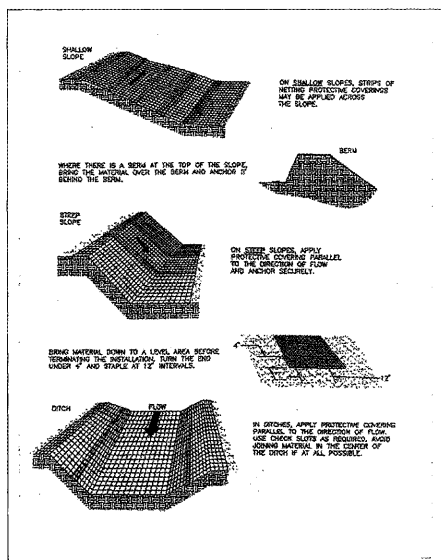 SHALLOW
SLOPE
ON SHALLOW SLOPES, STRIPS OF
NETTING PROTECTIVE COVERINGS
MAY BE APPLIED ACROSS
THE SLOPE.
BERM
WHERE THERE IS A BERM AT THE TOP OF THE SLOPE,
BRING THE MATERIAL OVER THE BERM AND ANCHOR IT
BEHIND THE BERM.
STEEP
SLOPE
ON STEEP SLOPES, APPLY
PROTECTIVE COVERING PARALLEL
TO THE DIRECTION OF FLOW
AND ANCHOR SECURELY.
BRING MATERIAL DOWN TO A LEVEL AREA BEFORE
TERMINATING THE INSTALLATION. TURN THE END
UNDER 4" AND STAPLE AT 12" INTERVALS.
4"
12"
DITCH
FLOW
IN DITCHES, APPLY PROTECTIVE COVERING
PARALLEL TO THE DIRECTION OF FLOW.
USE CHECK SLOTS AS REQUIRED. AVOID
JOINING MATERIAL IN THE CENTER OF
THE DITCH IF AT ALL POSSIBLE.